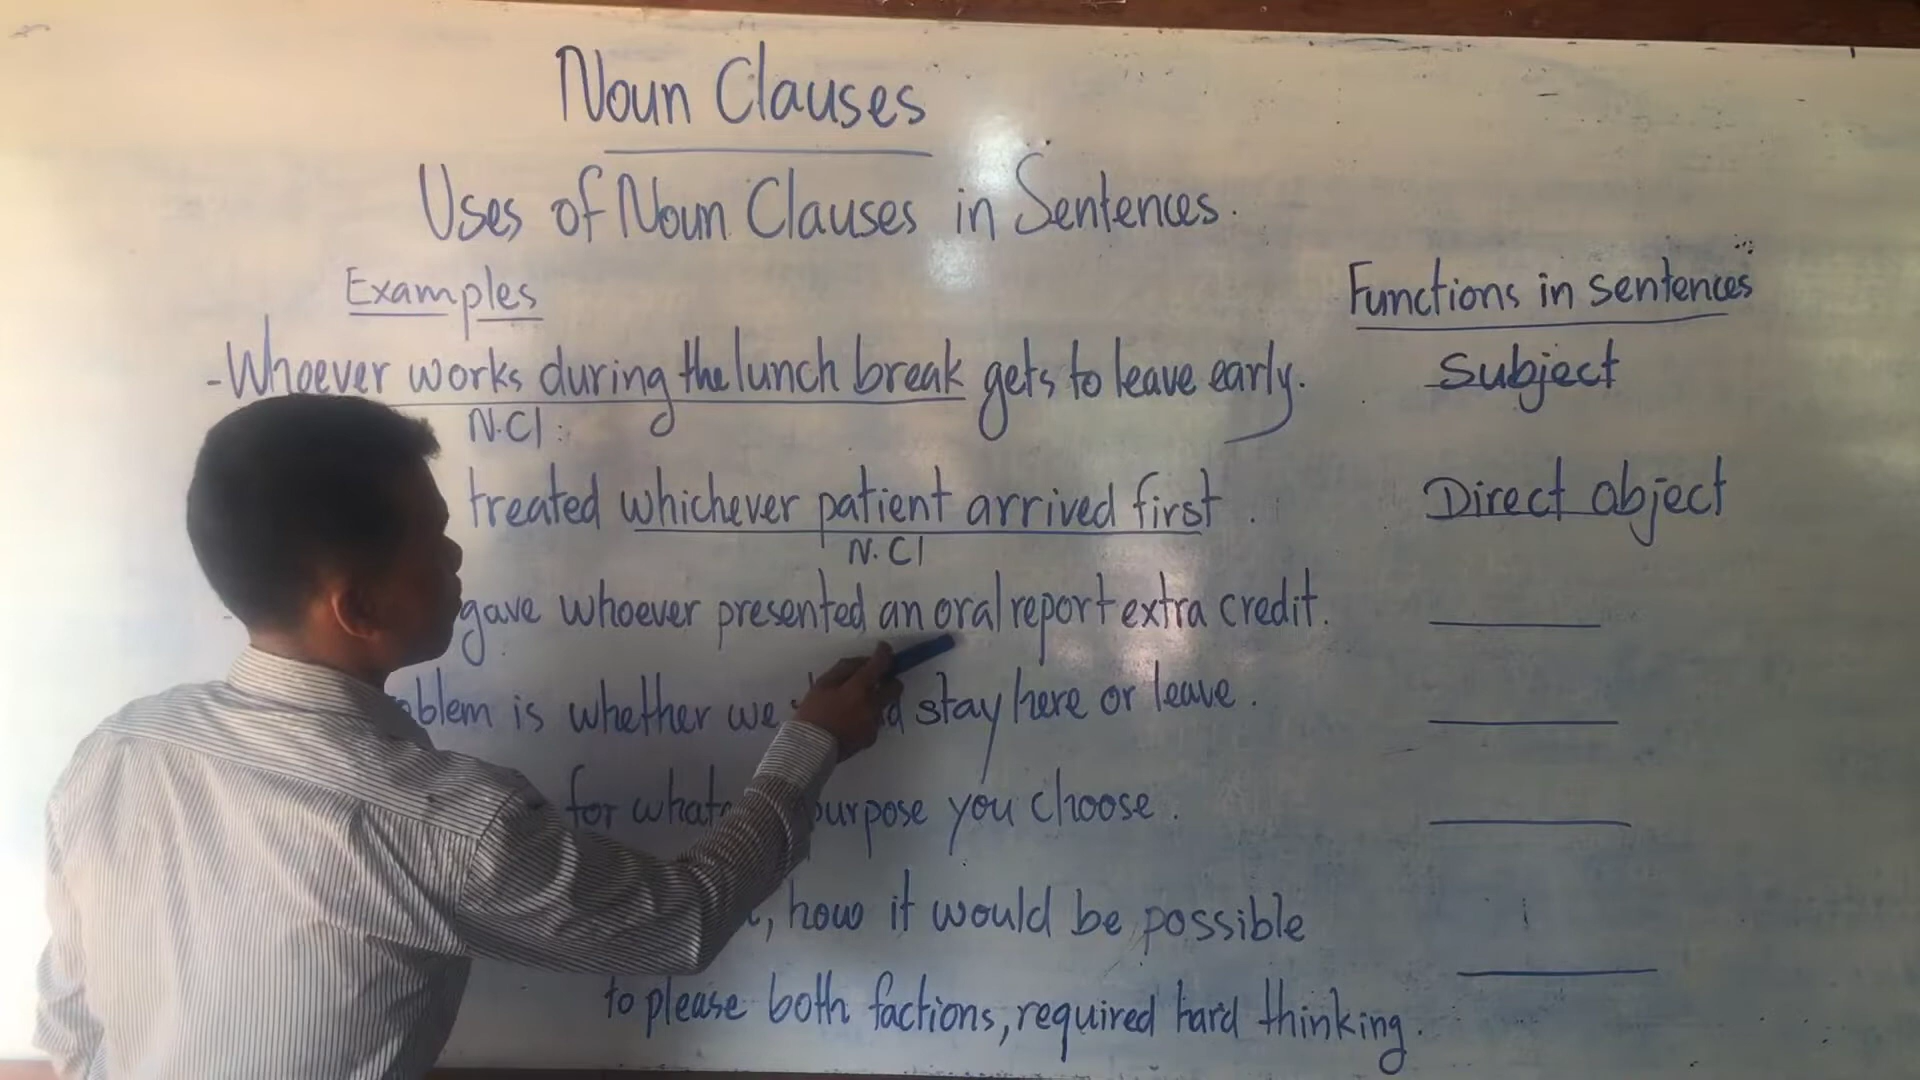 Noun Clauses
Uses of Noun Clauses in Sentences.
Examples
Functions in sentences
- Whoever works during the lunch break gets to leave early.
Subject
N.Cl.
treated whichever patient arrived first.
Direct object
N.Cl
gave whoever presented an oral report extra credit.
is whether we stay here or leave.
for purpose you choose.
, how it would be possible
to please both factions, required hard thinking.